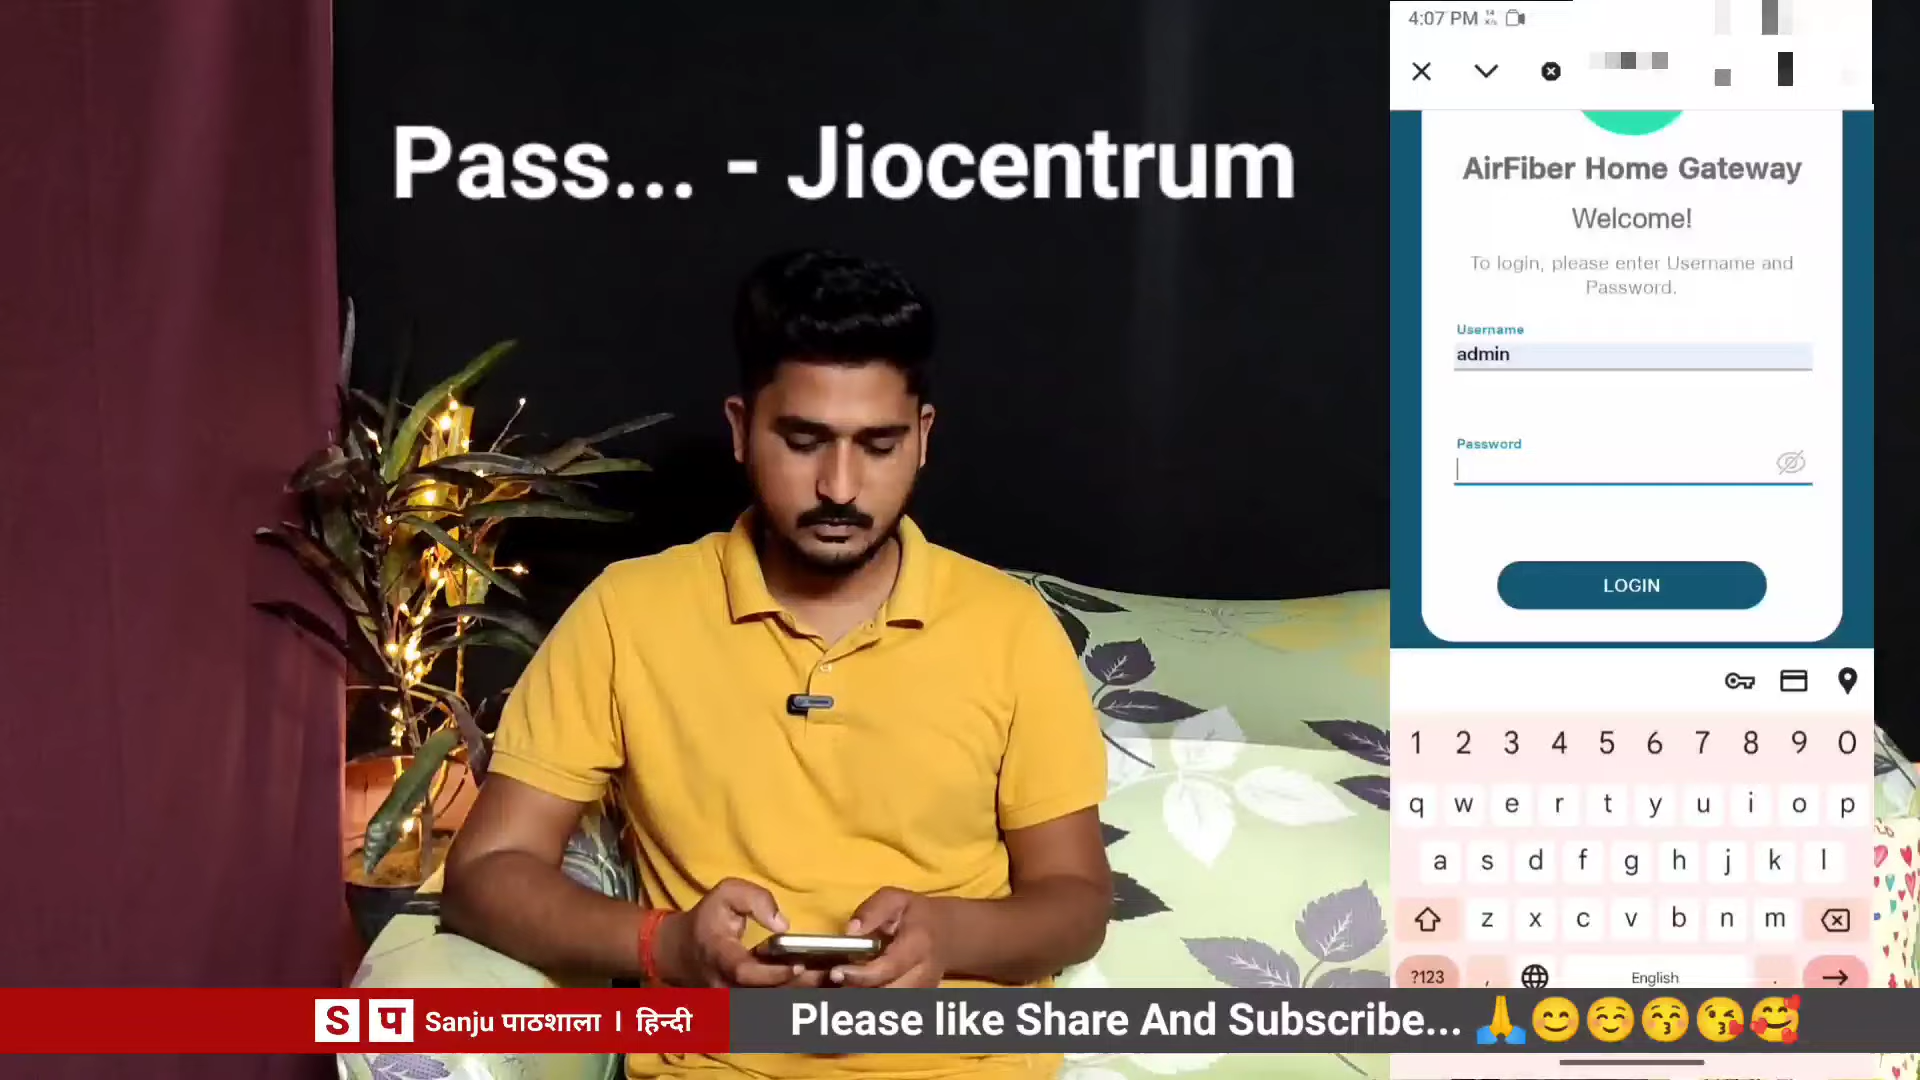 Pass... - Jiocentrum
4:07 PM
AirFiber Home Gateway
Welcome!
To login, please enter Username and
Password.
Username
admin
Password
LOGIN
1 2 3 4 5 6 7 8 9 0
q w e r t y u i o p
a s d f g h j k l
z x c v b n m
?123 , English .
S प Sanju पाठशाला । हिन्दी
Please like Share And Subscribe... 🙏😊☺️😚😘🥰